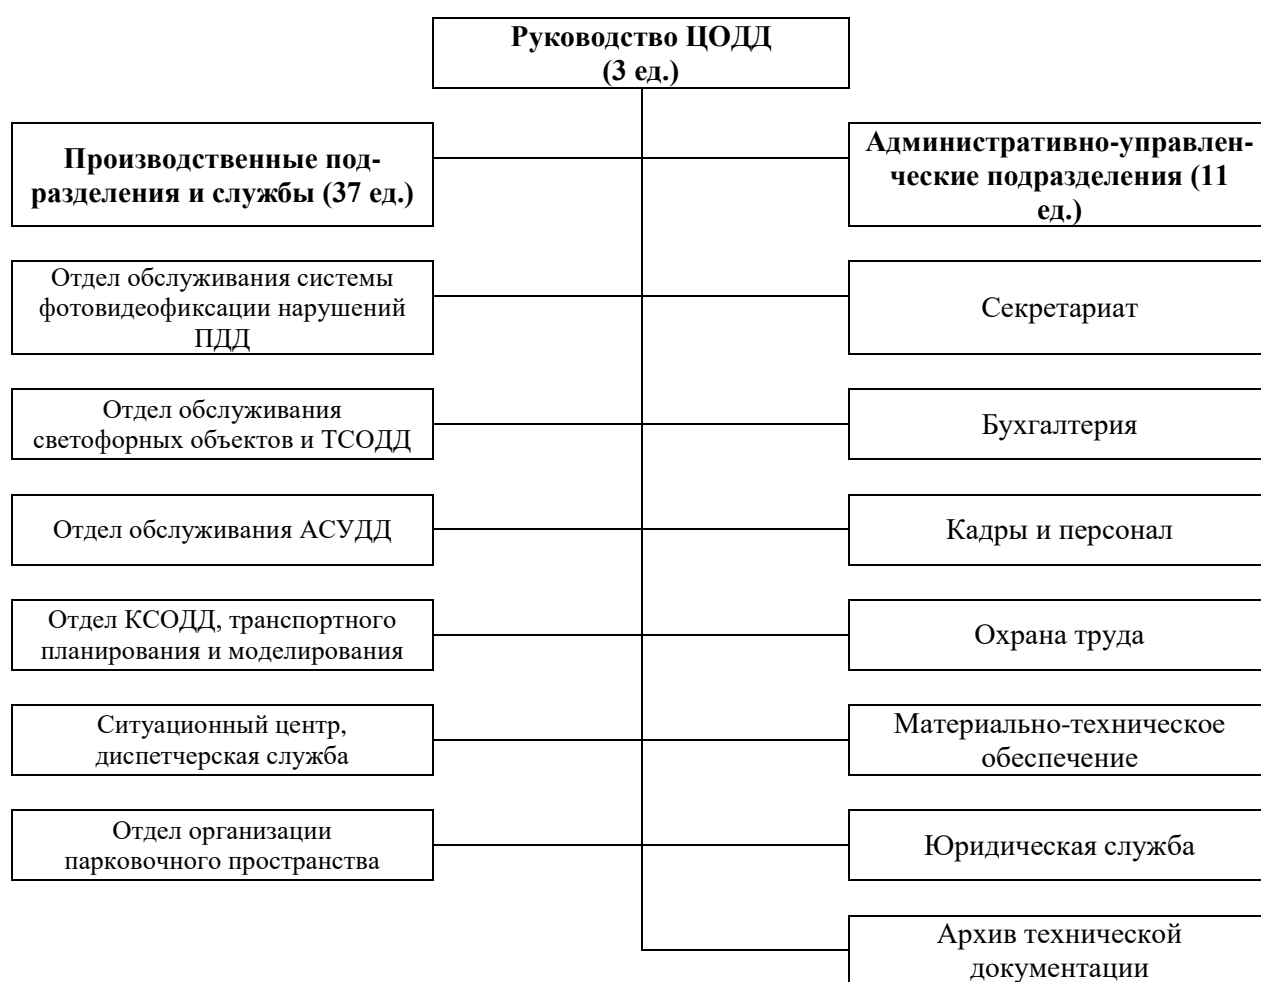 Руководство ЦОДД
(3 ед.)
Производственные под-
разделения и службы (37 ед.)
Административно-управлен-
ческие подразделения (11
ед.)
Отдел обслуживания системы
фотовидеофиксации нарушений
ПДД
Секретариат
Отдел обслуживания
светофорных объектов и ТСОДД
Бухгалтерия
Отдел обслуживания АСУДД
Кадры и персонал
Отдел КСОДД, транспортного
планирования и моделирования
Охрана труда
Ситуационный центр,
диспетчерская служба
Материально-техническое
обеспечение
Отдел организации
парковочного пространства
Юридическая служба
Архив технической
документации